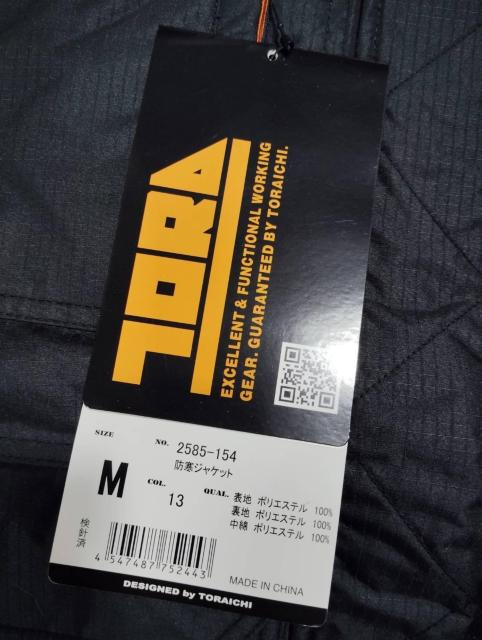 TORA
EXCELLENT & FUNCTIONAL WORKING
GEAR. GUARANTEED BY TORAICHI.
SIZE
M
NO. 2585-154
防寒ジャケット
COL. 13
QUAL. 表地 ポリエステル 100%
裏地 ポリエステル 100%
中綿 ポリエステル 100%
検針済
4 547487 752443
MADE IN CHINA
DESIGNED by TORAICHI